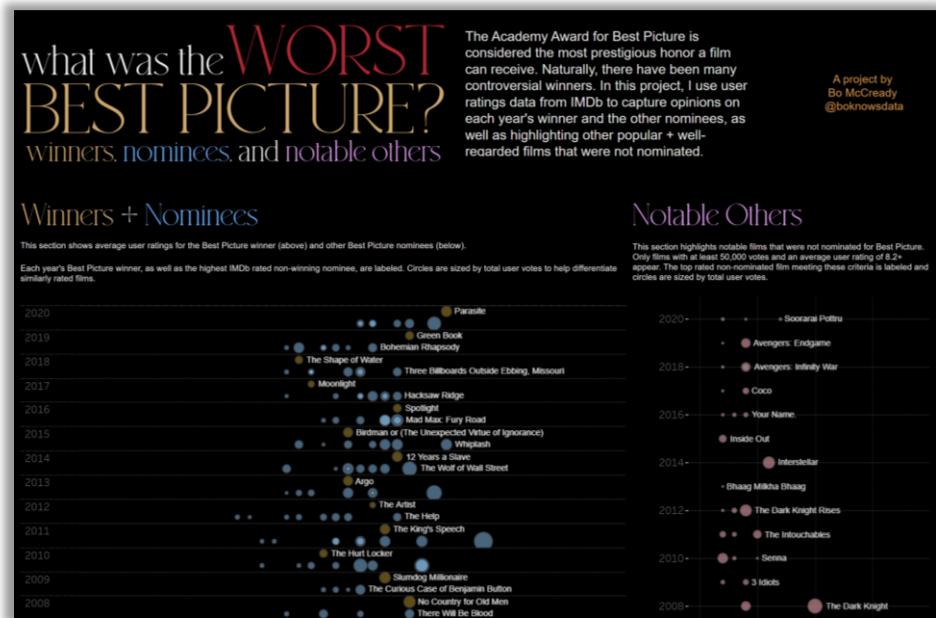 what was the WORST
BEST PICTURE?
winners, nominees, and notable others
The Academy Award for Best Picture is
considered the most prestigious honor a film
can receive. Naturally, there have been many
controversial winners. In this project, I use user
ratings data from IMDb to capture opinions on
each year's winner and the other nominees, as
well as highlighting other popular + well-
regarded films that were not nominated.
A project by
Bo McCready
@boknowsdata
Winners + Nominees
This section shows average user ratings for the Best Picture winner (above) and other Best Picture nominees (below).
Each year's Best Picture winner, as well as the highest IMDb rated non-winning nominee, are labeled. Circles are sized by total user votes to help differentiate
similarly rated films.
2020
Parasite
2019
Green Book
Bohemian Rhapsody
2018
The Shape of Water
Three Billboards Outside Ebbing, Missouri
2017
Moonlight
Hacksaw Ridge
2016
Spotlight
Mad Max: Fury Road
2015
Birdman or (The Unexpected Virtue of Ignorance)
Whiplash
2014
12 Years a Slave
The Wolf of Wall Street
2013
Argo
2012
The Artist
The Help
2011
The King's Speech
2010
The Hurt Locker
2009
Slumdog Millionaire
The Curious Case of Benjamin Button
2008
No Country for Old Men
There Will Be Blood
Notable Others
This section highlights notable films that were not nominated for Best Picture.
Only films with at least 50,000 votes and an average user rating of 8.2+
appear. The top rated non-nominated film meeting these criteria is labeled and
circles are sized by total user votes.
2020-
Soorarai Pottru
Avengers: Endgame
2018-
Avengers: Infinity War
Coco
2016-
Your Name.
Inside Out
2014-
Interstellar
Bhaag Milkha Bhaag
2012-
The Dark Knight Rises
The Intouchables
2010-
Senna
3 Idiots
2008-
The Dark Knight